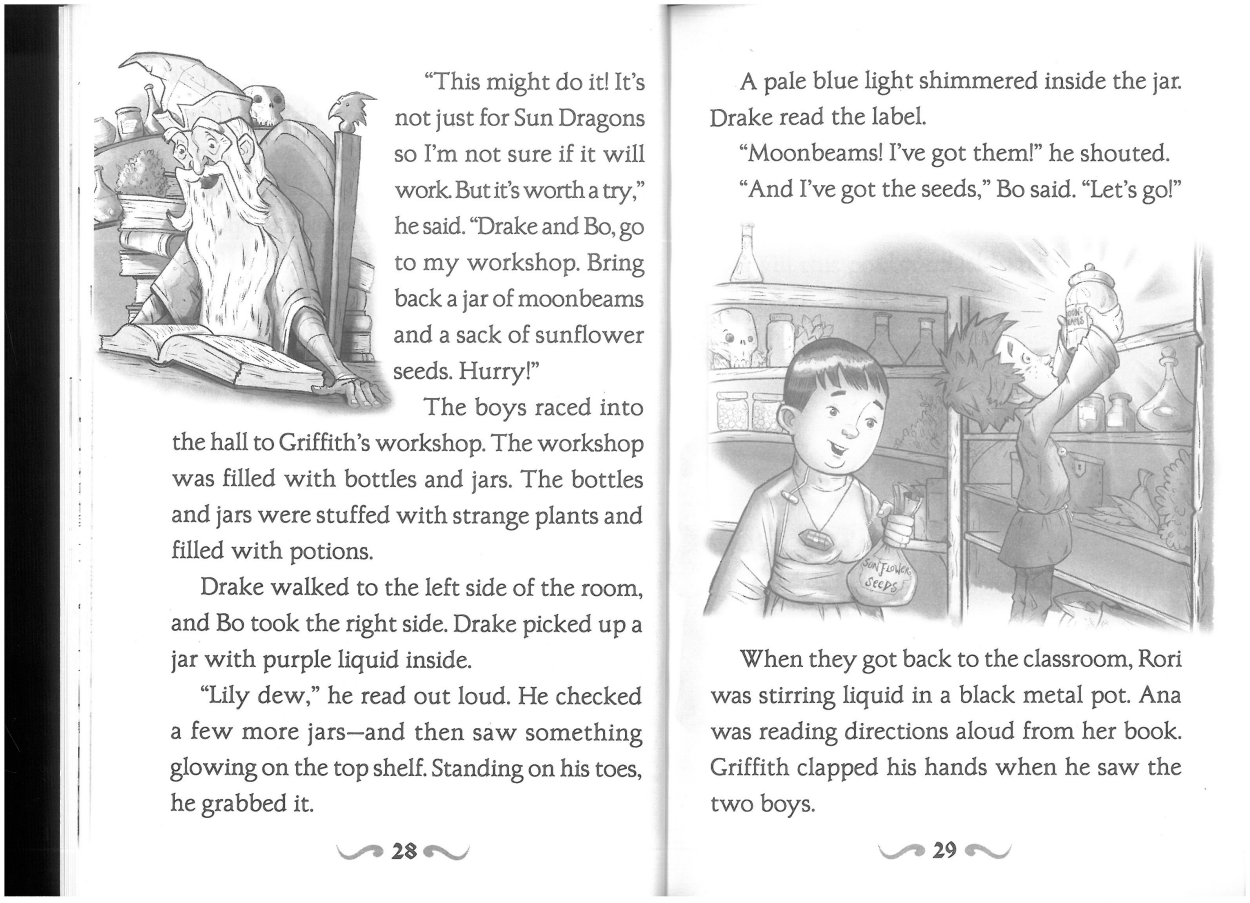 “This might do it! It’s
not just for Sun Dragons
so I’m not sure if it will
work. But it’s worth a try,”
he said. “Drake and Bo, go
to my workshop. Bring
back a jar of moonbeams
and a sack of sunflower
seeds. Hurry!”
The boys raced into
the hall to Griffith’s workshop. The workshop
was filled with bottles and jars. The bottles
and jars were stuffed with strange plants and
filled with potions.
Drake walked to the left side of the room,
and Bo took the right side. Drake picked up a
jar with purple liquid inside.
“Lily dew,” he read out loud. He checked
a few more jars—and then saw something
glowing on the top shelf. Standing on his toes,
he grabbed it.
28
A pale blue light shimmered inside the jar.
Drake read the label.
“Moonbeams! I’ve got them!” he shouted.
“And I’ve got the seeds,” Bo said. “Let’s go!”
MOON-
BEAMS
SUNFLOWER
SEEDS
When they got back to the classroom, Rori
was stirring liquid in a black metal pot. Ana
was reading directions aloud from her book.
Griffith clapped his hands when he saw the
two boys.
29